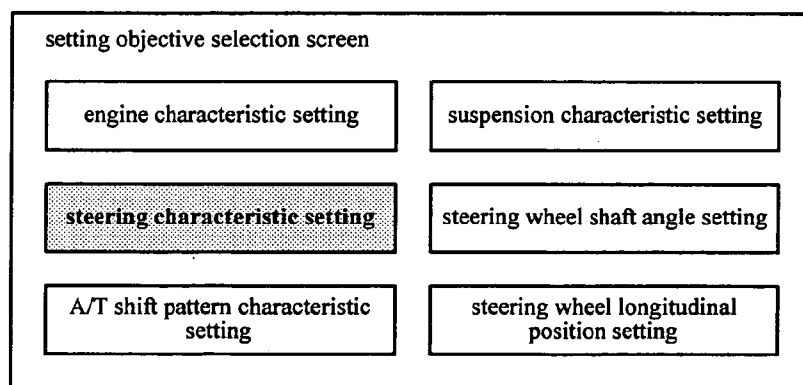 setting objective selection screen
engine characteristic setting
suspension characteristic setting
steering characteristic setting
steering wheel shaft angle setting
A/T shift pattern characteristic
setting
steering wheel longitudinal
position setting